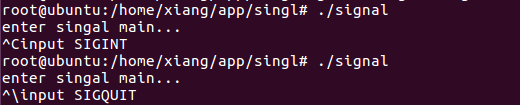 root@ubuntu:/home/xiang/app/singl# ./signal
enter singal main...
^Cinput SIGINT
root@ubuntu:/home/xiang/app/singl# ./signal
enter singal main...
^\input SIGQUIT